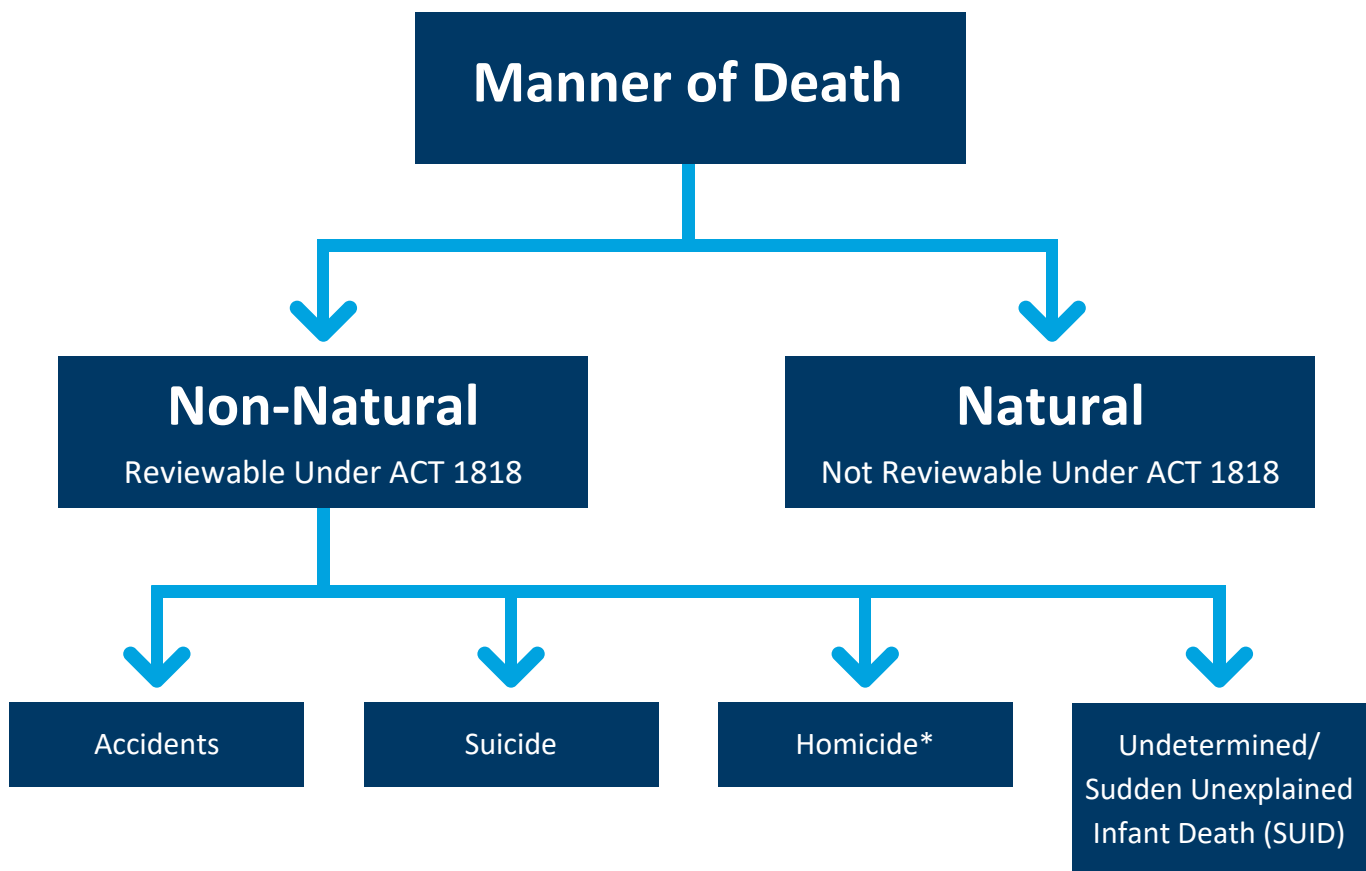 Manner of Death
Non-Natural
Reviewable Under ACT 1818
Natural
Not Reviewable Under ACT 1818
Accidents
Suicide
Homicide*
Undetermined/
Sudden Unexplained
Infant Death (SUID)